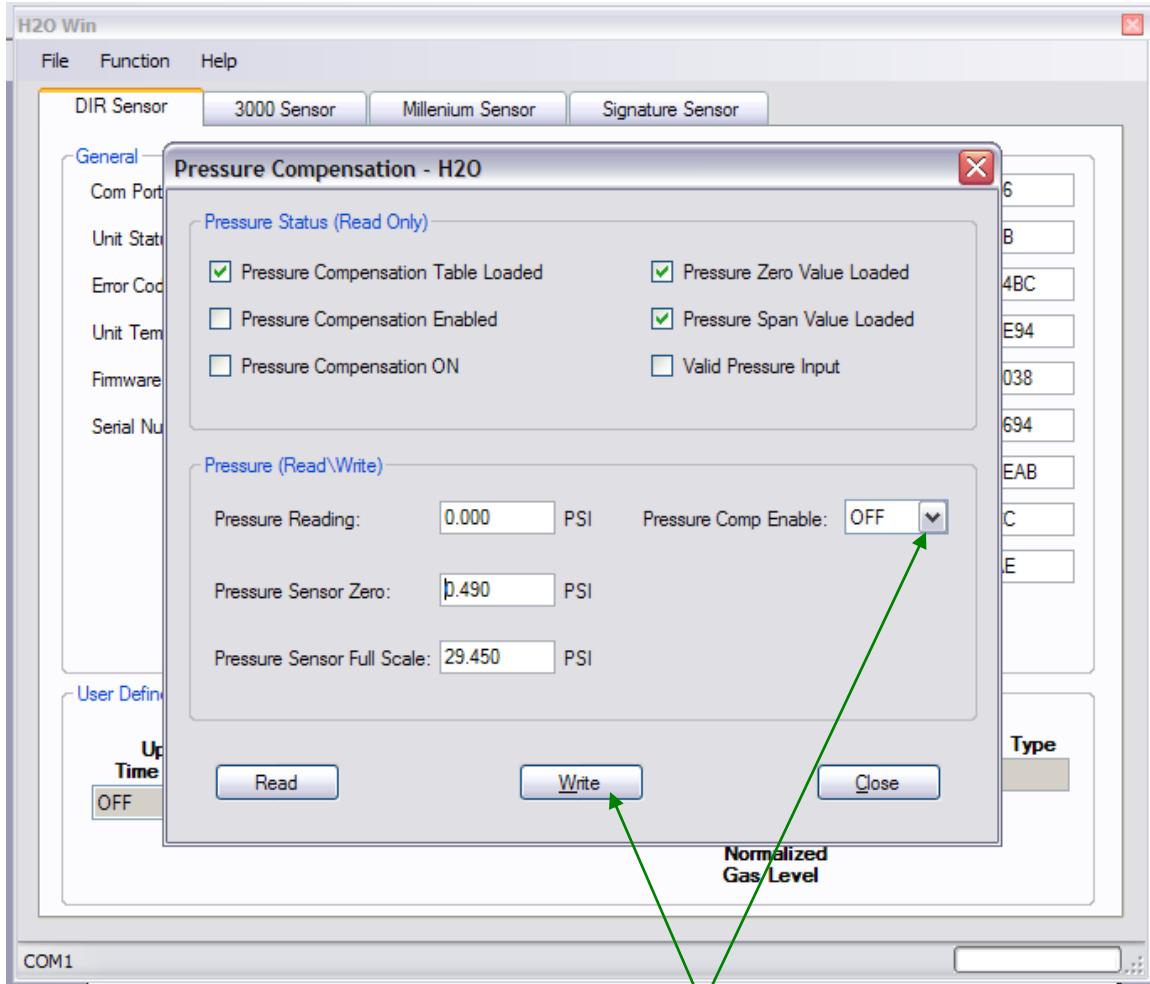 H2O Win
File Function Help
DIR Sensor 3000 Sensor Millenium Sensor Signature Sensor
General
Com Port
Unit Statu
Error Cod
Unit Tem
Firmware
Serial Nu
Pressure Compensation - H2O
Pressure Status (Read Only)
Pressure Compensation Table Loaded Pressure Zero Value Loaded
Pressure Compensation Enabled Pressure Span Value Loaded
Pressure Compensation ON Valid Pressure Input
Pressure (Read\Write)
Pressure Reading: 0.000 PSI Pressure Comp Enable: OFF
Pressure Sensor Zero: 0.490 PSI
Pressure Sensor Full Scale: 29.450 PSI
Read Write Close
6
B
4BC
E94
038
694
EAB
C
E
User Define
Up
Time
OFF
Type
Normalized
Gas Level
COM1